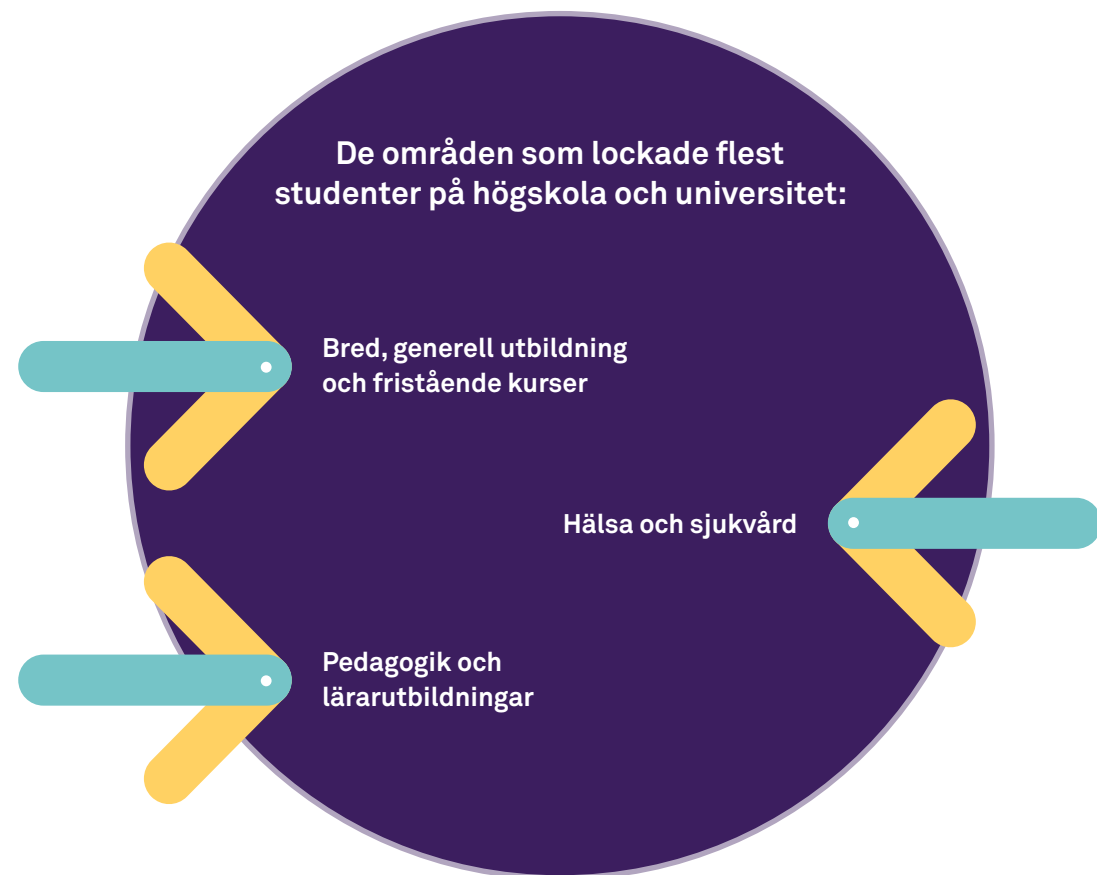 De områden som lockade flest
studenter på högskola och universitet:
Bred, generell utbildning
och fristående kurser
Hälsa och sjukvård
Pedagogik och
lärarutbildningar